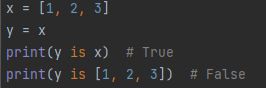 x = [1, 2, 3]
y = x
print(y is x)  # True
print(y is [1, 2, 3])  # False